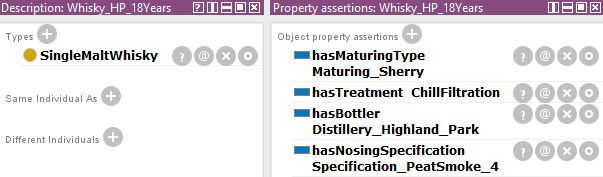 Description: Whisky_HP_18Years
Types
SingleMaltWhisky
Same Individual As
Different Individuals
Property assertions: Whisky_HP_18Years
Object property assertions
hasMaturingType
Maturing_Sherry
hasTreatment ChillFiltration
hasBottler
Distillery_Highland_Park
hasNosingSpecification
Specification_PeatSmoke_4